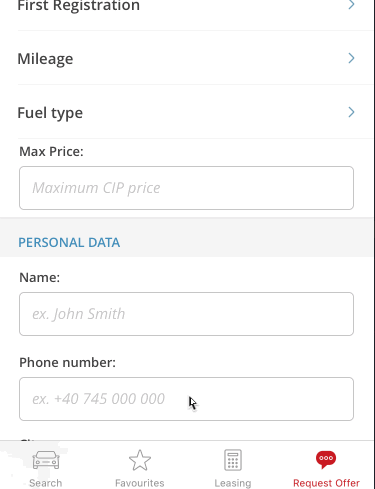 First Registration
Mileage
Fuel type
Max Price:
Maximum CIP price
PERSONAL DATA
Name:
ex. John Smith
Phone number:
ex. +40 745 000 000
Search
Favourites
Leasing
Request Offer